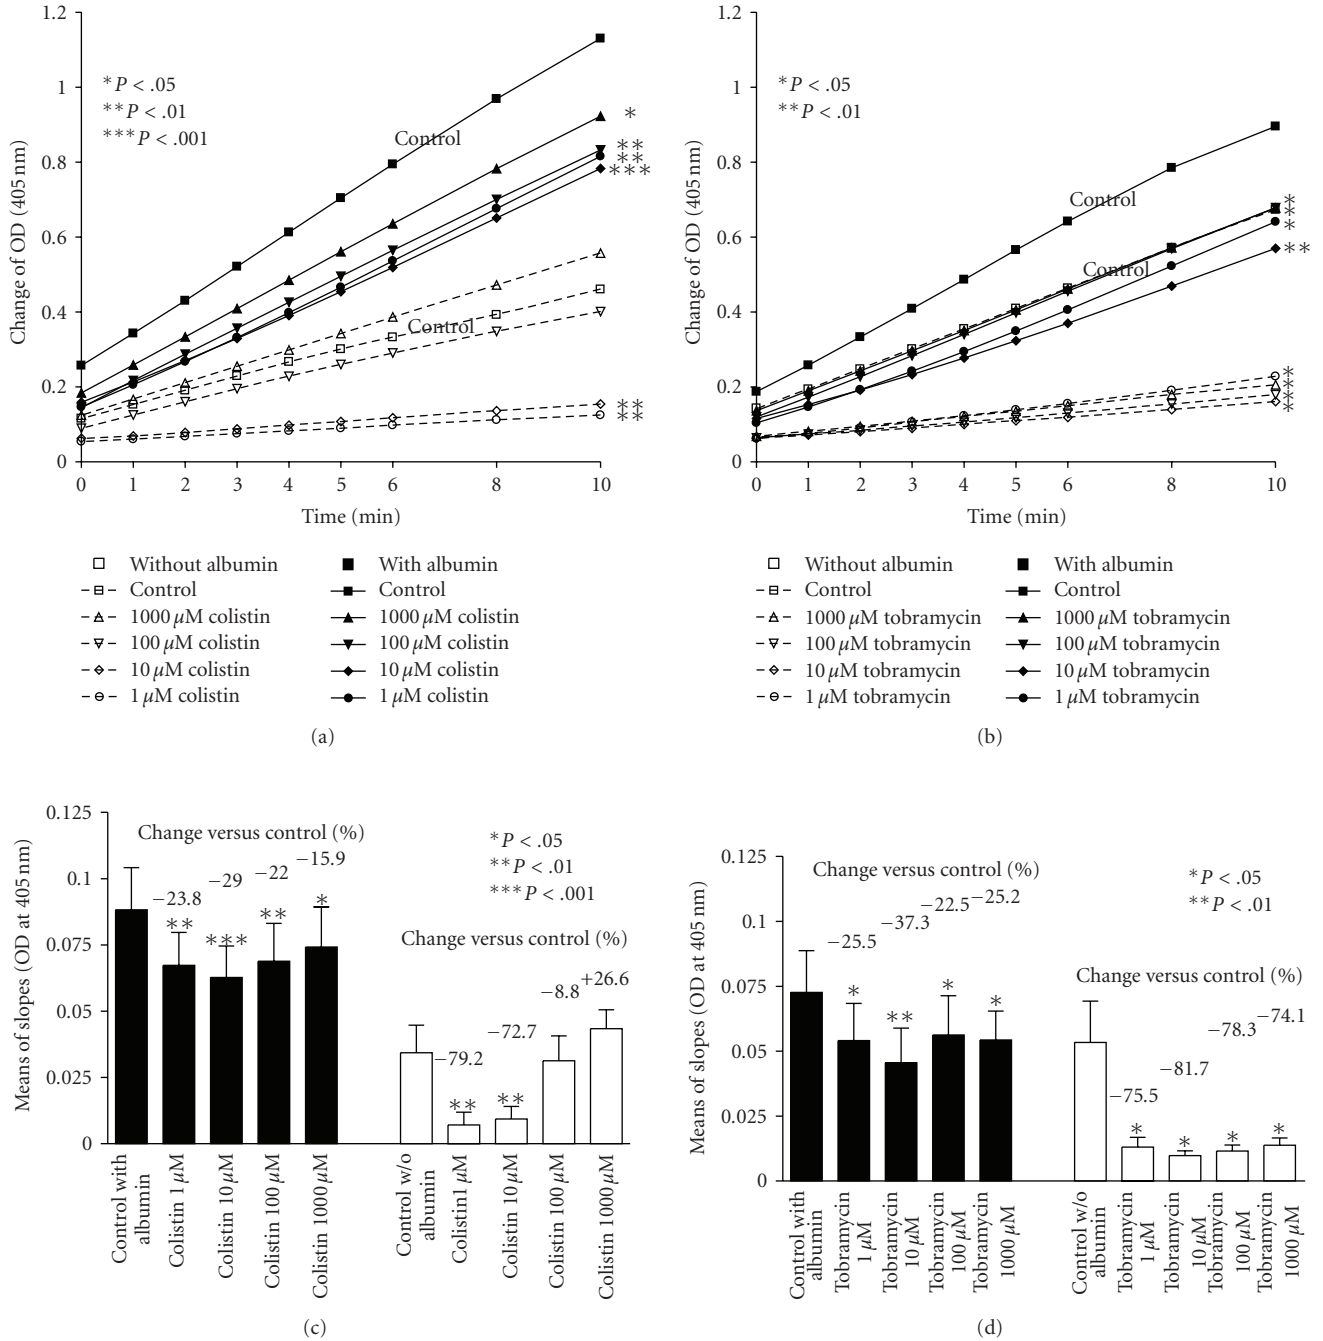 1.2
1
0.8
0.6
0.4
0.2
0
Change of OD (405 nm)
*P < .05
**P < .01
***P < .001
Control
Control
*
**
**
***
**
**
0 1 2 3 4 5 6 8 10
Time (min)
Without albumin
Control
1000 µM colistin
100 µM colistin
10 µM colistin
1 µM colistin
With albumin
Control
1000 µM colistin
100 µM colistin
10 µM colistin
1 µM colistin
(a)
1.2
1
0.8
0.6
0.4
0.2
0
Change of OD (405 nm)
*P < .05
**P < .01
Control
Control
*
*
*
**
*
*
*
*
0 1 2 3 4 5 6 8 10
Time (min)
Without albumin
Control
1000 µM tobramycin
100 µM tobramycin
10 µM tobramycin
1 µM tobramycin
With albumin
Control
1000 µM tobramycin
100 µM tobramycin
10 µM tobramycin
1 µM tobramycin
(b)
0.125
0.1
0.075
0.05
0.025
0
Means of slopes (OD at 405 nm)
Change versus control (%)
−23.8
−29
−22
−15.9
**
***
**
*
*P < .05
**P < .01
***P < .001
Change versus control (%)
−79.2
−72.7
−8.8
+26.6
**
**
Control with albumin
Colistin 1 µM
Colistin 10 µM
Colistin 100 µM
Colistin 1000 µM
Control w/o albumin
Colistin1 µM
Colistin 10 µM
Colistin 100 µM
Colistin 1000 µM
(c)
0.125
0.1
0.075
0.05
0.025
0
Means of slopes (OD at 405 nm)
Change versus control (%)
−25.5
−37.3
−22.5
−25.2
*
**
*
*
*P < .05
**P < .01
Change versus control (%)
−75.5
−81.7
−78.3
−74.1
*
*
*
*
Control with albumin
Tobramycin 1 µM
Tobramycin 10 µM
Tobramycin 100 µM
Tobramycin 1000 µM
Control w/o albumin
Tobramycin 1 µM
Tobramycin 10 µM
Tobramycin 100 µM
Tobramycin 1000 µM
(d)